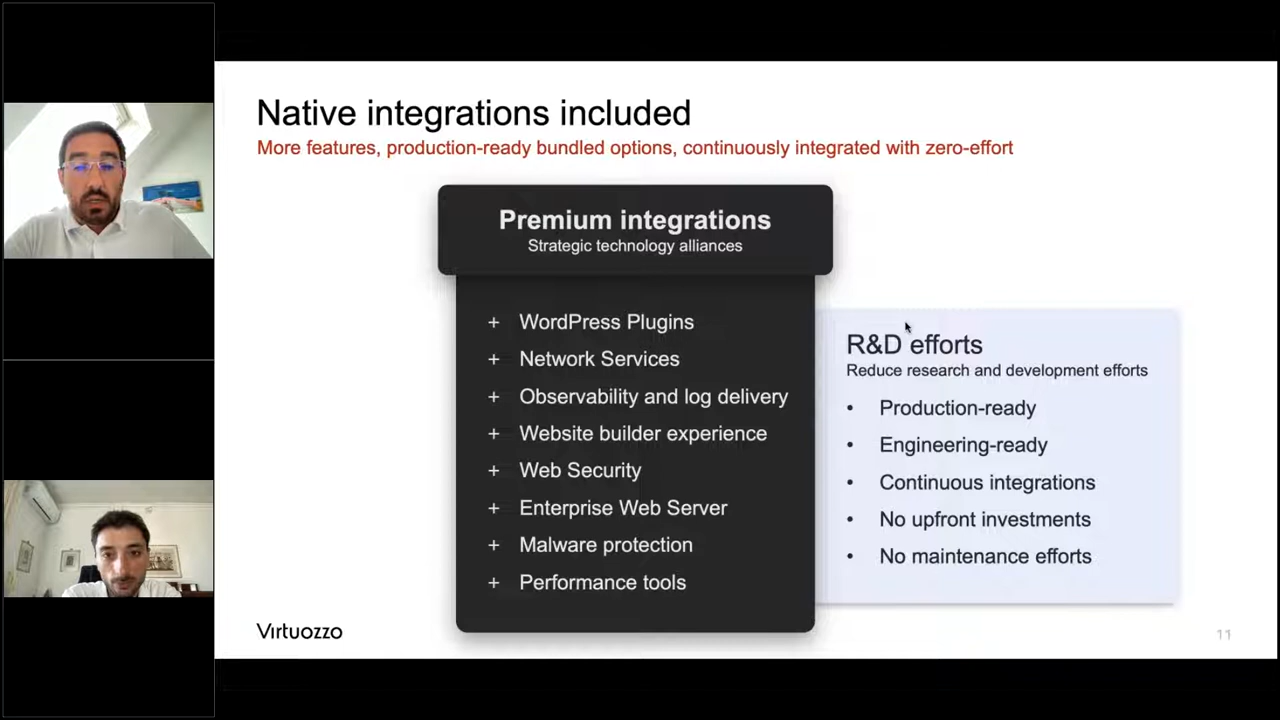 Native integrations included
More features, production-ready bundled options, continuously integrated with zero-effort
Premium integrations
Strategic technology alliances
+ WordPress Plugins
+ Network Services
+ Observability and log delivery
+ Website builder experience
+ Web Security
+ Enterprise Web Server
+ Malware protection
+ Performance tools
R&D efforts
Reduce research and development efforts
• Production-ready
• Engineering-ready
• Continuous integrations
• No upfront investments
• No maintenance efforts
Virtuozzo
11